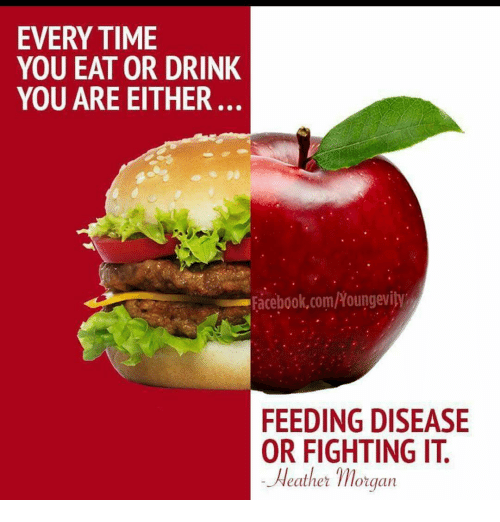 EVERY TIME
YOU EAT OR DRINK
YOU ARE EITHER...
Facebook.com/Youngevity
FEEDING DISEASE
OR FIGHTING IT.
-Heather Morgan